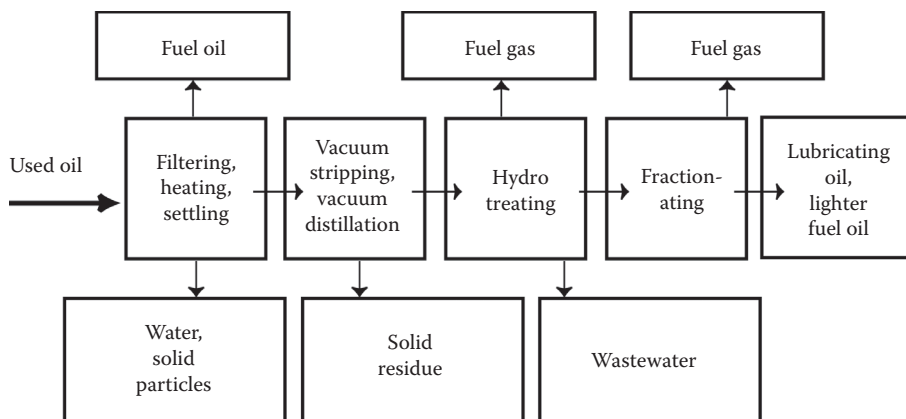 Fuel oil
Fuel gas
Fuel gas
Used oil
Filtering,
heating,
settling
Vacuum
stripping,
vacuum
distillation
Hydro
treating
Fraction-
ating
Lubricating
oil,
lighter
fuel oil
Water,
solid
particles
Solid
residue
Wastewater